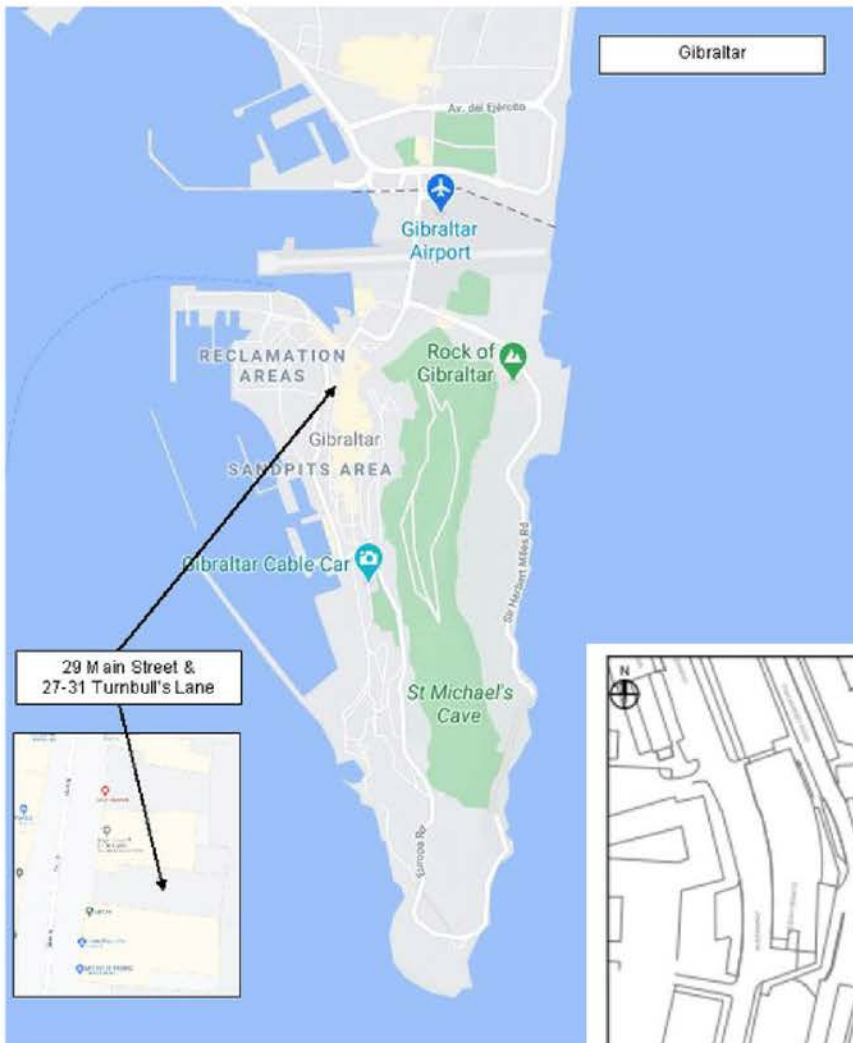 Gibraltar
Av. del Ejército
Gibraltar
Airport
RECLAMATION
AREAS
Rock of
Gibraltar
Gibraltar
SANDPITS AREA
Gibraltar Cable Car
Sir Herbert Miles Rd
29 Main Street &
27-31 Turnbull's Lane
St Michael's
Cave
Europa Rd
N